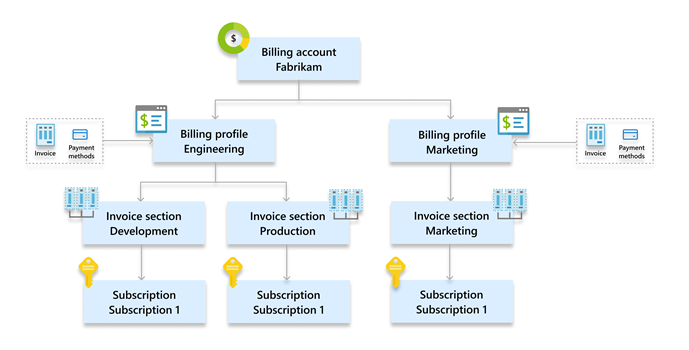 $
Billing account
Fabrikam
$
Billing profile
Engineering
$
Billing profile
Marketing
Invoice
Payment
methods
Invoice
Payment
methods
Invoice section
Development
Invoice section
Production
Invoice section
Marketing
Subscription
Subscription 1
Subscription
Subscription 1
Subscription
Subscription 1